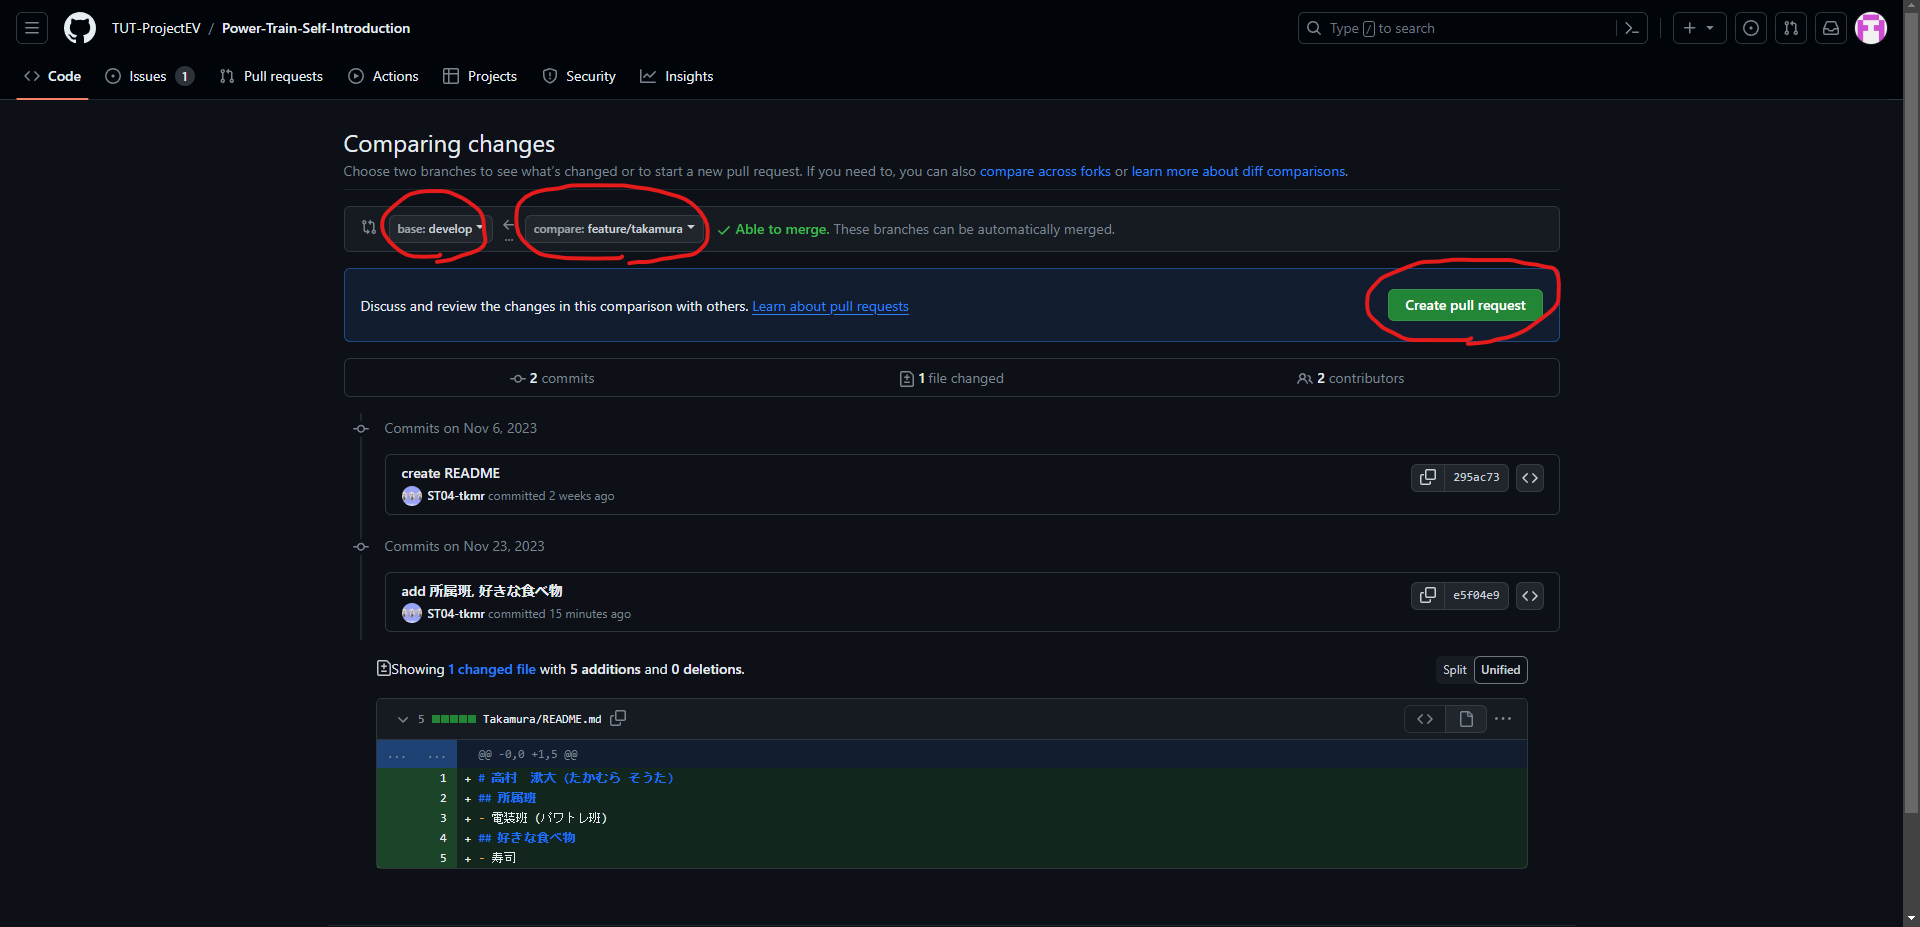 TUT-ProjectEV / Power-Train-Self-Introduction
Type / to search
Code
Issues 1
Pull requests
Actions
Projects
Security
Insights
Comparing changes
Choose two branches to see what's changed or to start a new pull request. If you need to, you can also compare across forks or learn more about diff comparisons.
base: develop
...
compare: feature/takamura
Able to merge. These branches can be automatically merged.
Discuss and review the changes in this comparison with others. Learn about pull requests
Create pull request
2 commits
1 file changed
2 contributors
Commits on Nov 6, 2023
create README
295ac73
ST04-tkmr committed 2 weeks ago
Commits on Nov 23, 2023
add 所属班, 好きな食べ物
e5f04e9
ST04-tkmr committed 15 minutes ago
Showing 1 changed file with 5 additions and 0 deletions.
Split Unified
5 Takamura/README.md
... ... @@ -0,0 +1,5 @@
1 + # 高村　漱大（たかむら そうた）
2 + ## 所属班
3 + - 電装班（パワトレ班）
4 + ## 好きな食べ物
5 + - 寿司